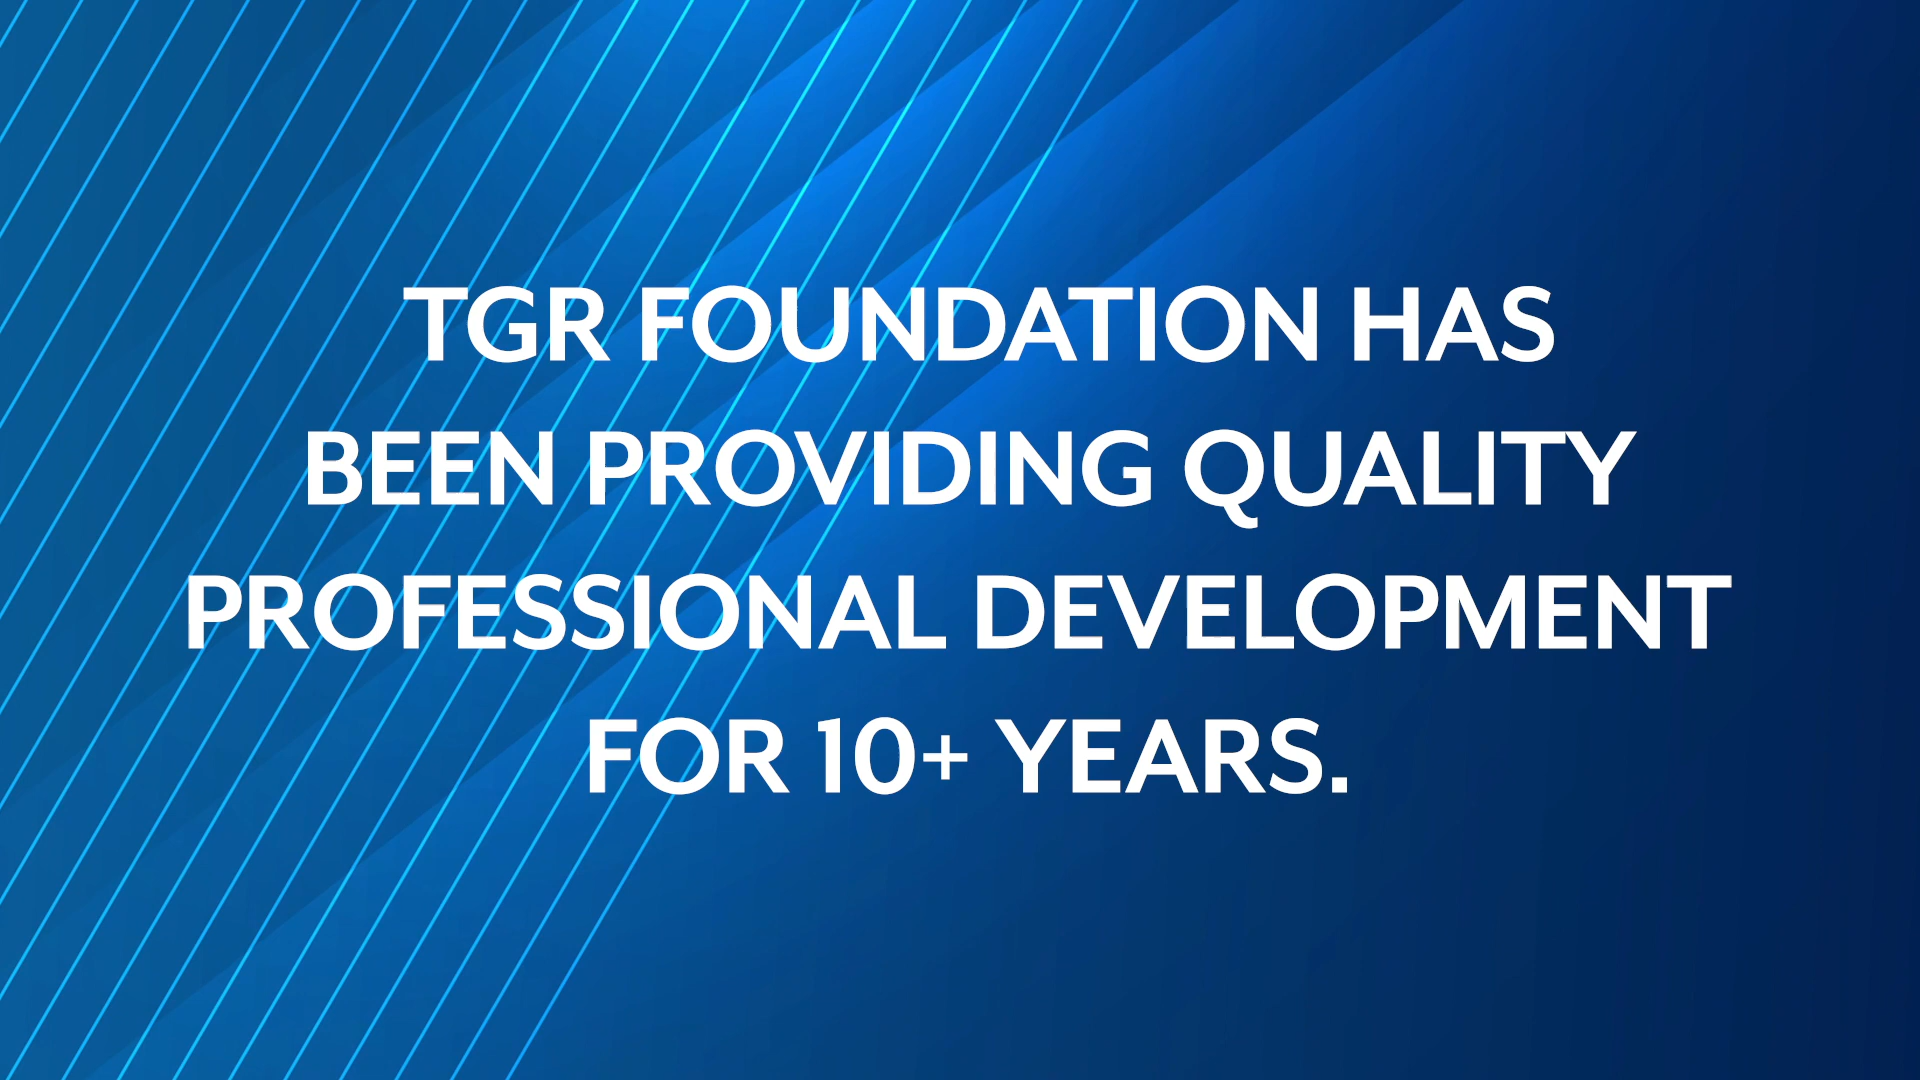 TGR FOUNDATION HAS
BEEN PROVIDING QUALITY
PROFESSIONAL DEVELOPMENT
FOR 10+ YEARS.